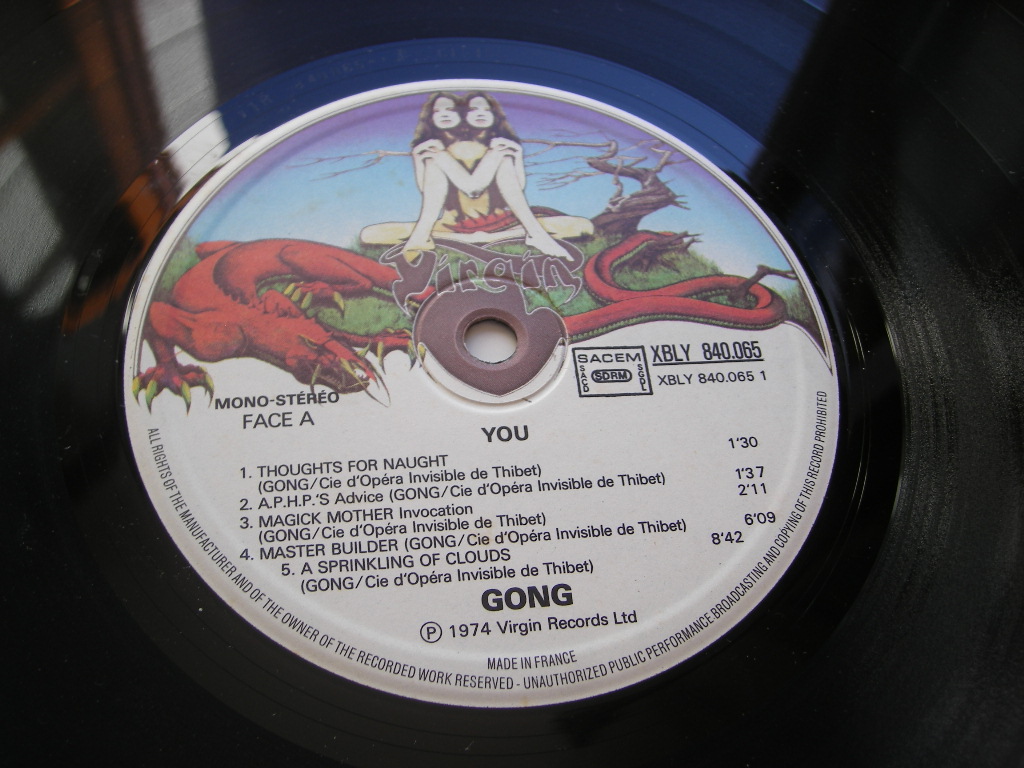 Virgin
SACEM
SACD
SDRM
SGDL
XBLY 840.065
XBLY 840.065 1
MONO-STÉRÉO
FACE A
YOU
1. THOUGHTS FOR NAUGHT 1'30
(GONG/Cie d'Opéra Invisible de Thibet)
2. A.P.H.P.'S Advice (GONG/Cie d'Opéra Invisible de Thibet) 1'37
3. MAGICK MOTHER Invocation 2'11
(GONG/Cie d'Opéra Invisible de Thibet)
4. MASTER BUILDER (GONG/Cie d'Opéra Invisible de Thibet) 6'09
5. A SPRINKLING OF CLOUDS 8'42
(GONG/Cie d'Opéra Invisible de Thibet)
GONG
Ⓟ 1974 Virgin Records Ltd
MADE IN FRANCE
ALL RIGHTS OF THE MANUFACTURER AND OF THE OWNER OF THE RECORDED WORK RESERVED - UNAUTHORIZED PUBLIC PERFORMANCE BROADCASTING AND COPYING OF THIS RECORD PROHIBITED